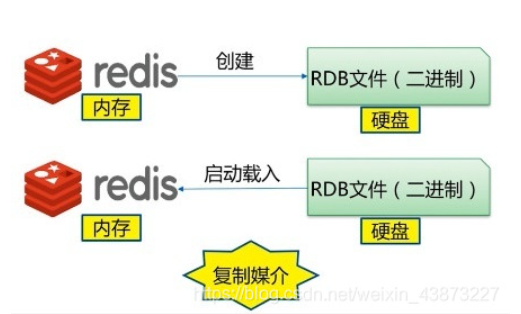 创建
redis
RDB文件（二进制）
内存
硬盘
启动载入
redis
RDB文件（二进制）
内存
硬盘
复制媒介
https://blog.csdn.net/weixin_43873227